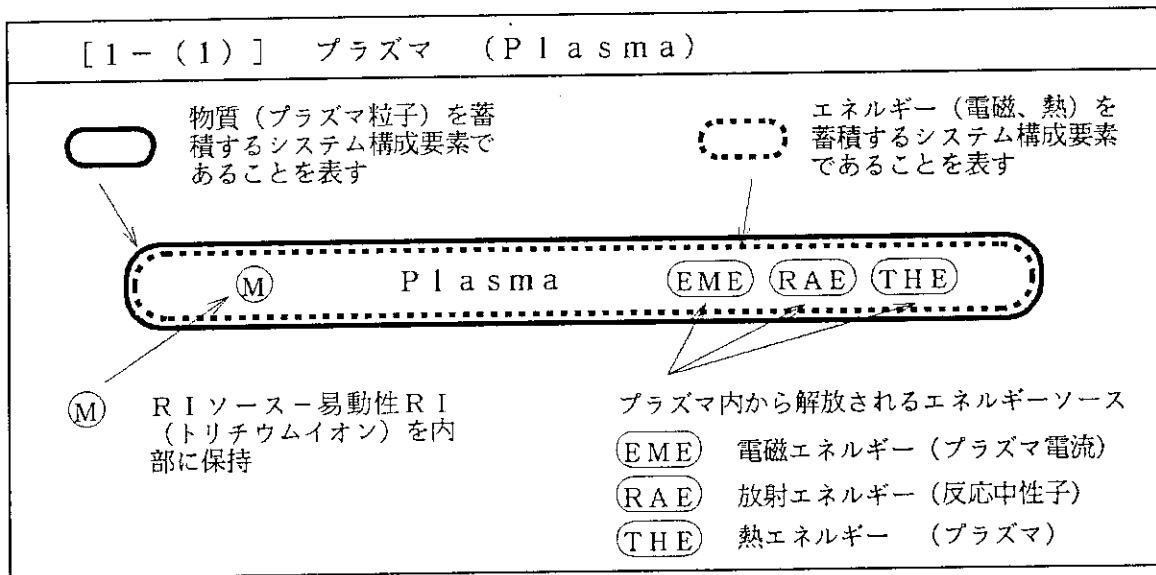 ［１－（１）］　プラズマ　（Ｐｌａｓｍａ）
物質（プラズマ粒子）を蓄
積するシステム構成要素で
あることを表す
エネルギー（電磁、熱）を
蓄積するシステム構成要素
であることを表す
Ⓜ　Ｐｌａｓｍａ　ＥＭＥ　ＲＡＥ　ＴＨＥ
Ⓜ　ＲＩソース－易動性ＲＩ
（トリチウムイオン）を内
部に保持
プラズマ内から解放されるエネルギーソース
ＥＭＥ　電磁エネルギー（プラズマ電流）
ＲＡＥ　放射エネルギー（反応中性子）
ＴＨＥ　熱エネルギー　（プラズマ）